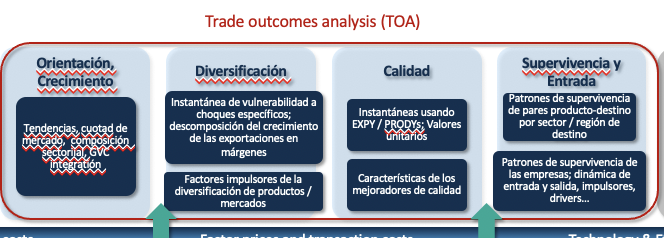 Trade outcomes analysis (TOA)
Orientación,
Crecimiento
Tendencias, cuotad de
mercado, composición
sectorial, GVC
integration
Diversificación
Instantánea de vulnerabilidad a
choques específicos;
descomposición del crecimiento
de las exportaciones en
márgenes
Factores impulsores de la
diversificación de productos /
mercados
Calidad
Instantáneas usando
EXPY / PRODYs; Valores
unitarios
Características de los
mejoradores de calidad
Supervivencia y
Entrada
Patrones de supervivencia
de pares producto-destino
por sector / región de
destino
Patrones de supervivencia de
las empresas; dinámica de
entrada y salida, impulsores,
drivers...
costs
Factor prices and transaction costs
Technology &